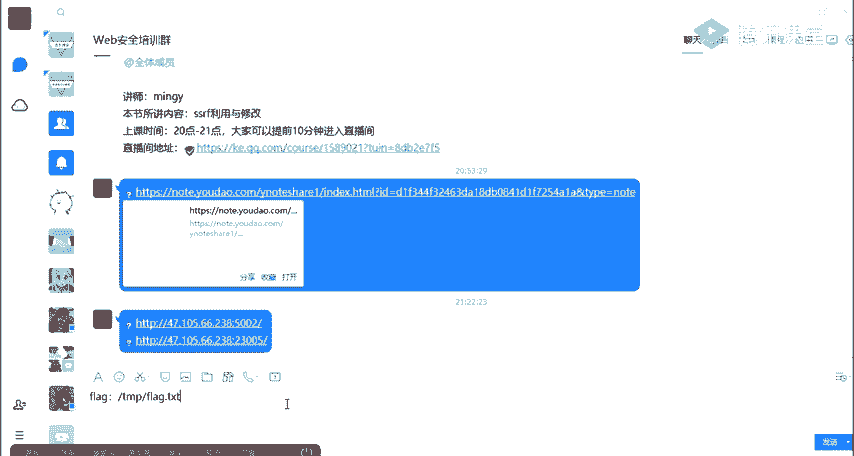 Web安全培训群
聊天
@全体成员
讲师：mingy
本节所讲内容：ssrf利用与修改
上课时间：20点-21点，大家可以提前10分钟进入直播间
直播间地址：https://ke.qq.com/course/1589021?tuin=8db2e7f5
20:53:29
https://note.youdao.com/ynoteshare1/index.html?id=d1f344f32463da18db0841d1f7254a1a&type=note
https://note.youdao.com/...
https://note.youdao.com/
ynoteshare1/...
分享 收藏 打开
21:22:23
http://47.105.66.238:5002/
http://47.105.66.238:23005/
flag：/tmp/flag.txt
发送